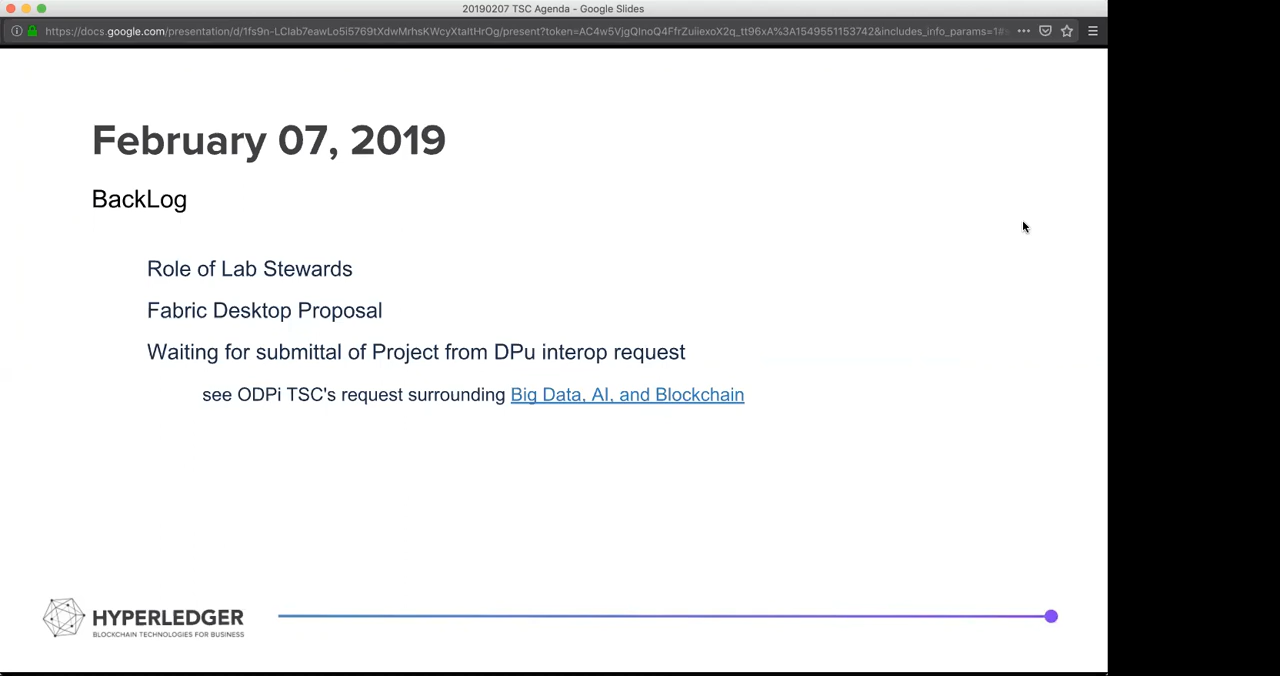 20190207 TSC Agenda - Google Slides
February 07, 2019
BackLog
Role of Lab Stewards
Fabric Desktop Proposal
Waiting for submittal of Project from DPu interop request
see ODPi TSC's request surrounding Big Data, AI, and Blockchain
HYPERLEDGER
BLOCKCHAIN TECHNOLOGIES FOR BUSINESS